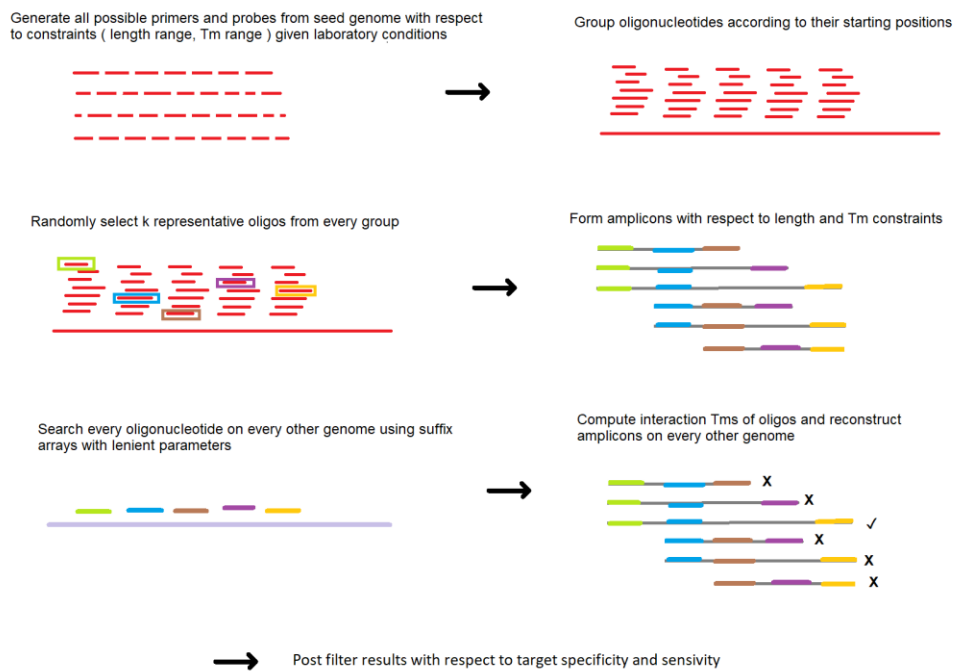 Generate all possible primers and probes from seed genome with respect
to constraints ( length range, Tm range ) given laboratory conditions
Group oligonucleotides according to their starting positions
Randomly select k representative oligos from every group
Form amplicons with respect to length and Tm constraints
Search every oligonucleotide on every other genome using suffix
arrays with lenient parameters
Compute interaction Tms of oligos and reconstruct
amplicons on every other genome
X
X
✓
X
X
X
Post filter results with respect to target specificity and sensivity